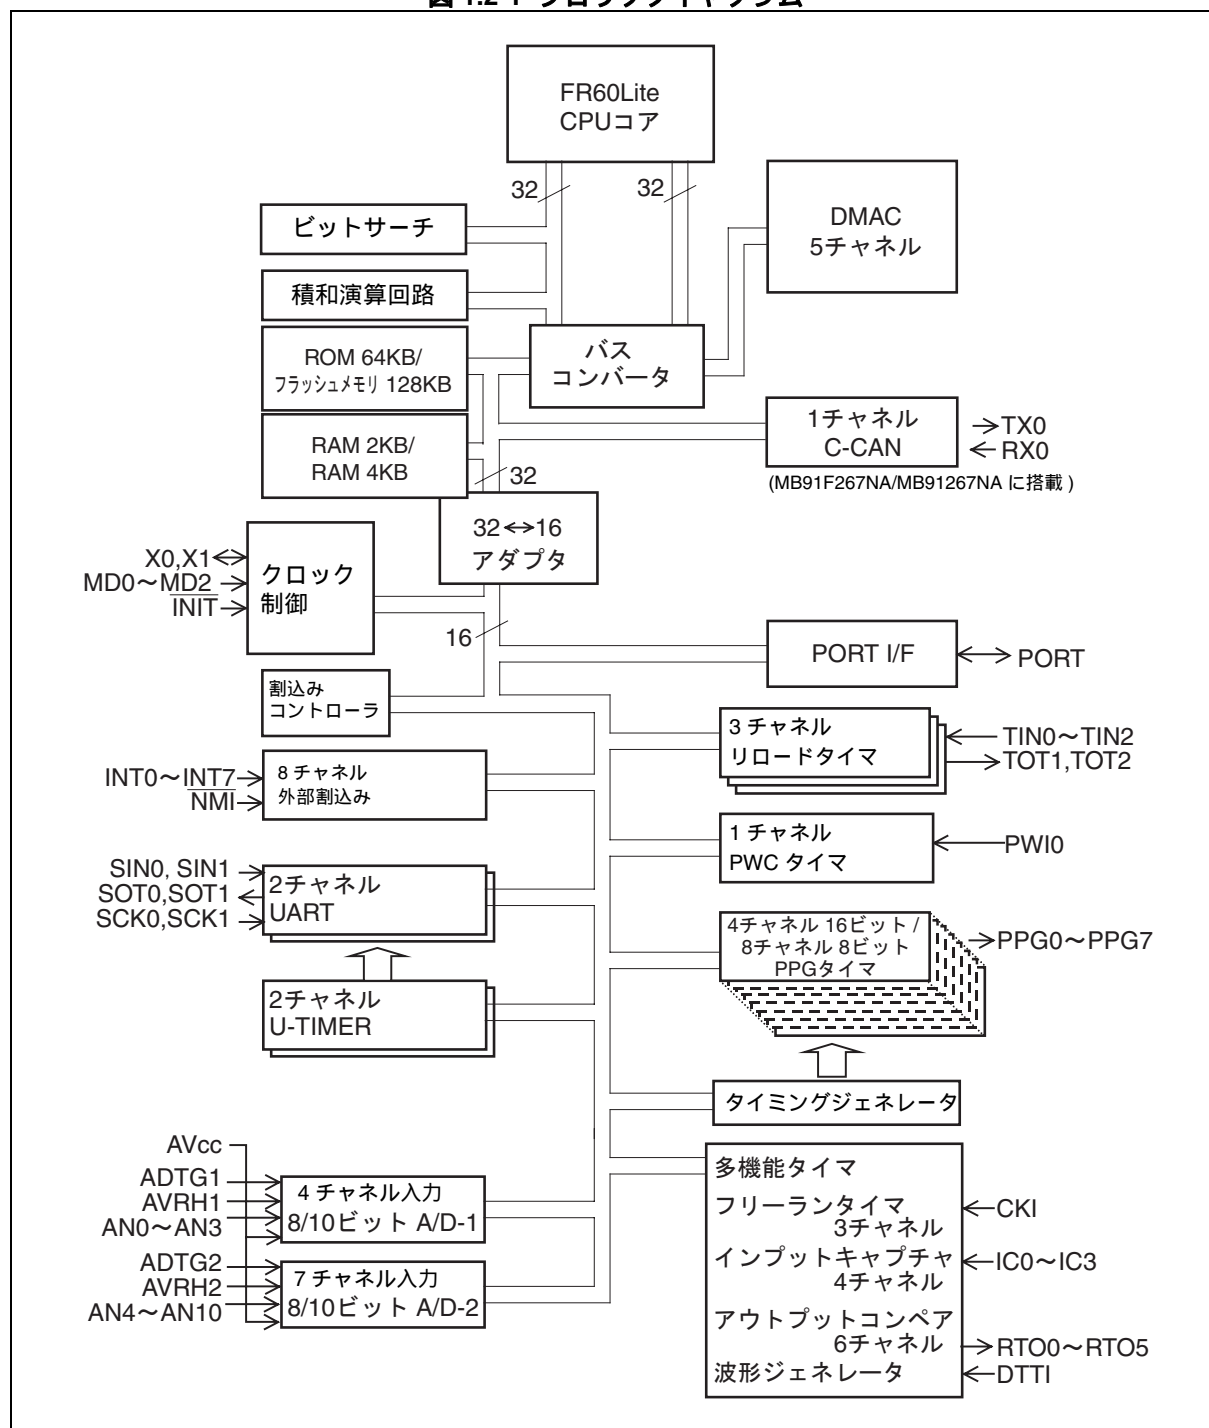 図 1.2-1 ブロックダイヤグラム
FR60Lite
CPUコア
32
32
DMAC
5チャネル
ビットサーチ
積和演算回路
ROM 64KB/
フラッシュメモリ 128KB
バス
コンバータ
RAM 2KB/
RAM 4KB
1チャネル
C-CAN
TX0
RX0
(MB91F267NA/MB91267NA に搭載 )
32
32↔16
アダプタ
X0,X1
MD0〜MD2
INIT
クロック
制御
16
PORT I/F
PORT
割込み
コントローラ
3 チャネル
リロードタイマ
TIN0〜TIN2
TOT1,TOT2
INT0〜INT7
NMI
8 チャネル
外部割込み
1 チャネル
PWC タイマ
PWI0
SIN0, SIN1
SOT0,SOT1
SCK0,SCK1
2チャネル
UART
4チャネル 16ビット /
8チャネル 8ビット
PPGタイマ
PPG0〜PPG7
2チャネル
U-TIMER
タイミングジェネレータ
AVcc
ADTG1
AVRH1
AN0〜AN3
4 チャネル入力
8/10ビット A/D-1
ADTG2
AVRH2
AN4〜AN10
7 チャネル入力
8/10ビット A/D-2
多機能タイマ
フリーランタイマ
3チャネル
CKI
インプットキャプチャ
4チャネル
IC0〜IC3
アウトプットコンペア
6チャネル
RTO0〜RTO5
波形ジェネレータ
DTTI